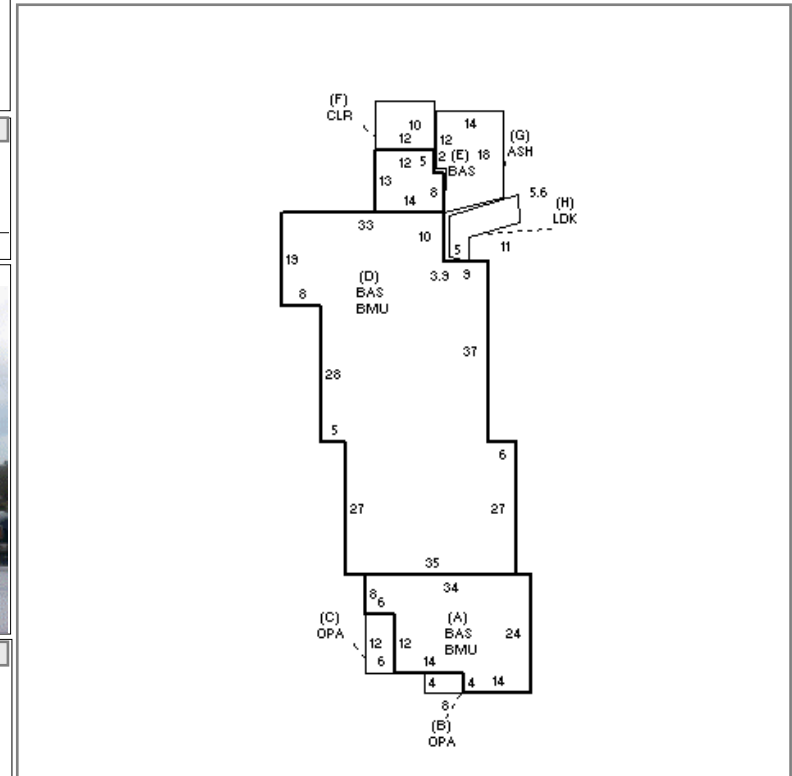 (F)
CLR
10
12
14
12
(G)
ASH
12 5
2 (E) 18
BAS
13
8
14
5.6
(H)
LDK
33
10
5
11
19
3.9 9
(D)
BAS
BMU
8
37
28
5
6
27
27
35
34
8
6
(C)
OPA
(A)
BAS
BMU
24
12
12
6
14
4
4
14
8
(B)
OPA